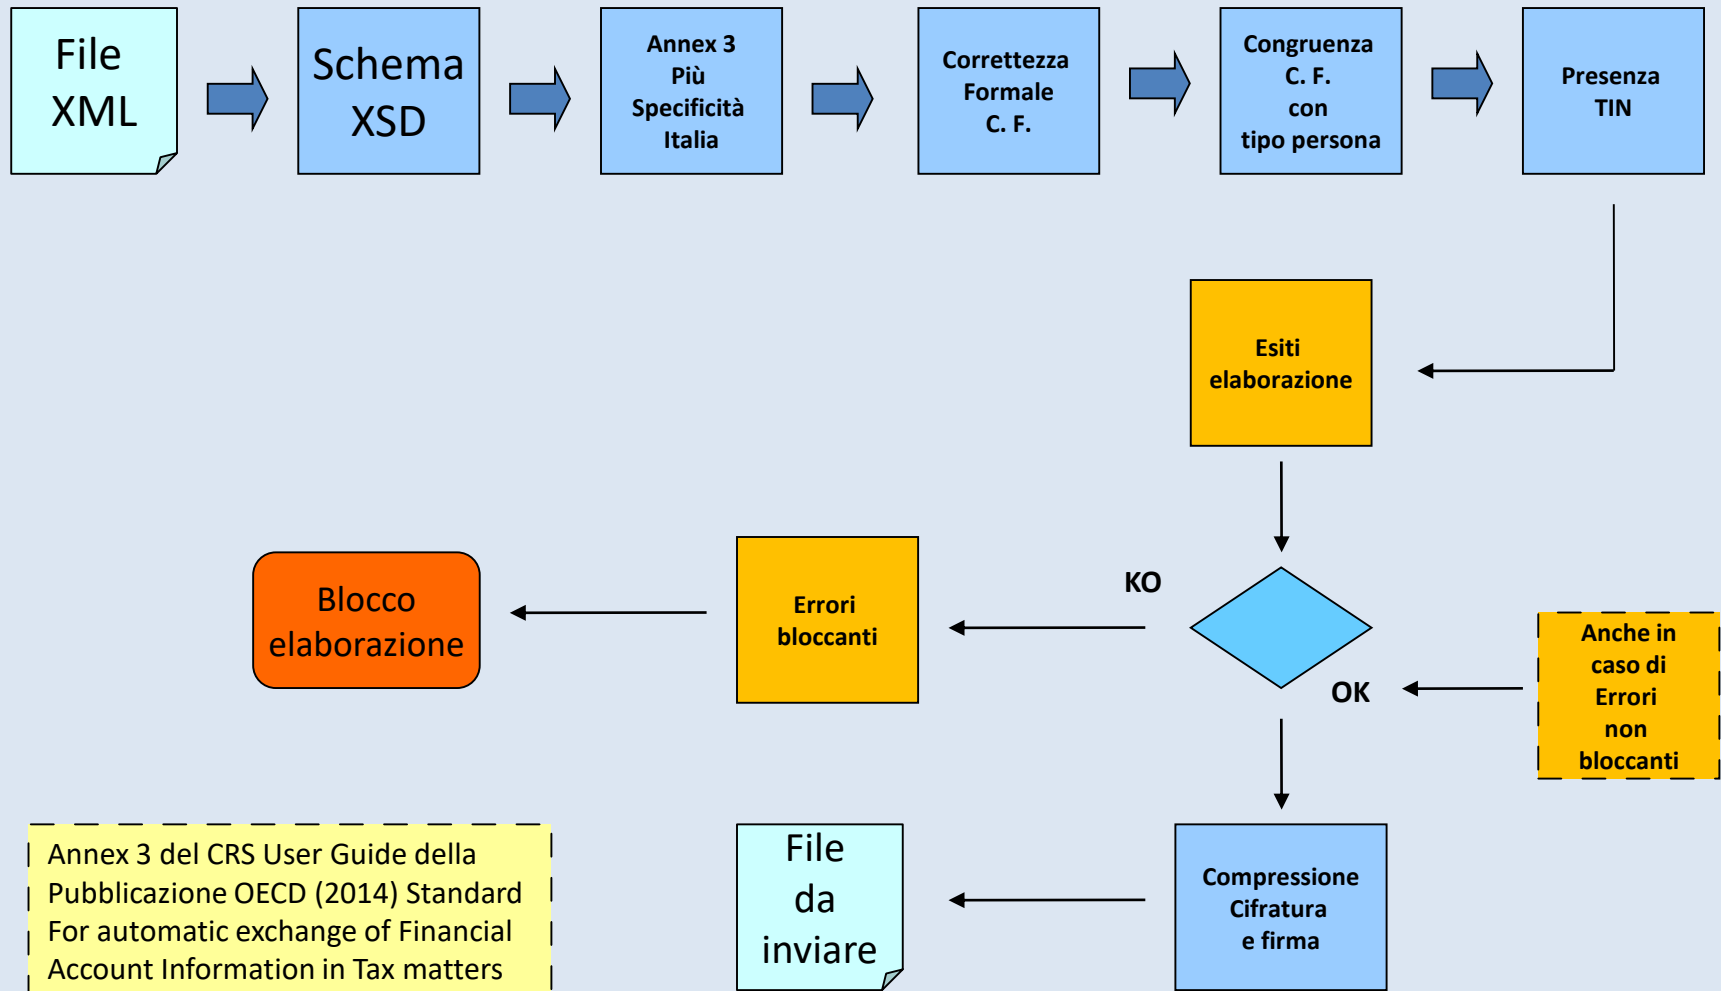 File
XML
Schema
XSD
Annex 3
Più
Specificità
Italia
Correttezza
Formale
C. F.
Congruenza
C. F.
con
tipo persona
Presenza
TIN
Esiti
elaborazione
KO
Errori
bloccanti
Blocco
elaborazione
OK
Anche in
caso di
Errori
non
bloccanti
Compressione
Cifratura
e firma
File
da
inviare
Annex 3 del CRS User Guide della
Pubblicazione OECD (2014) Standard
For automatic exchange of Financial
Account Information in Tax matters